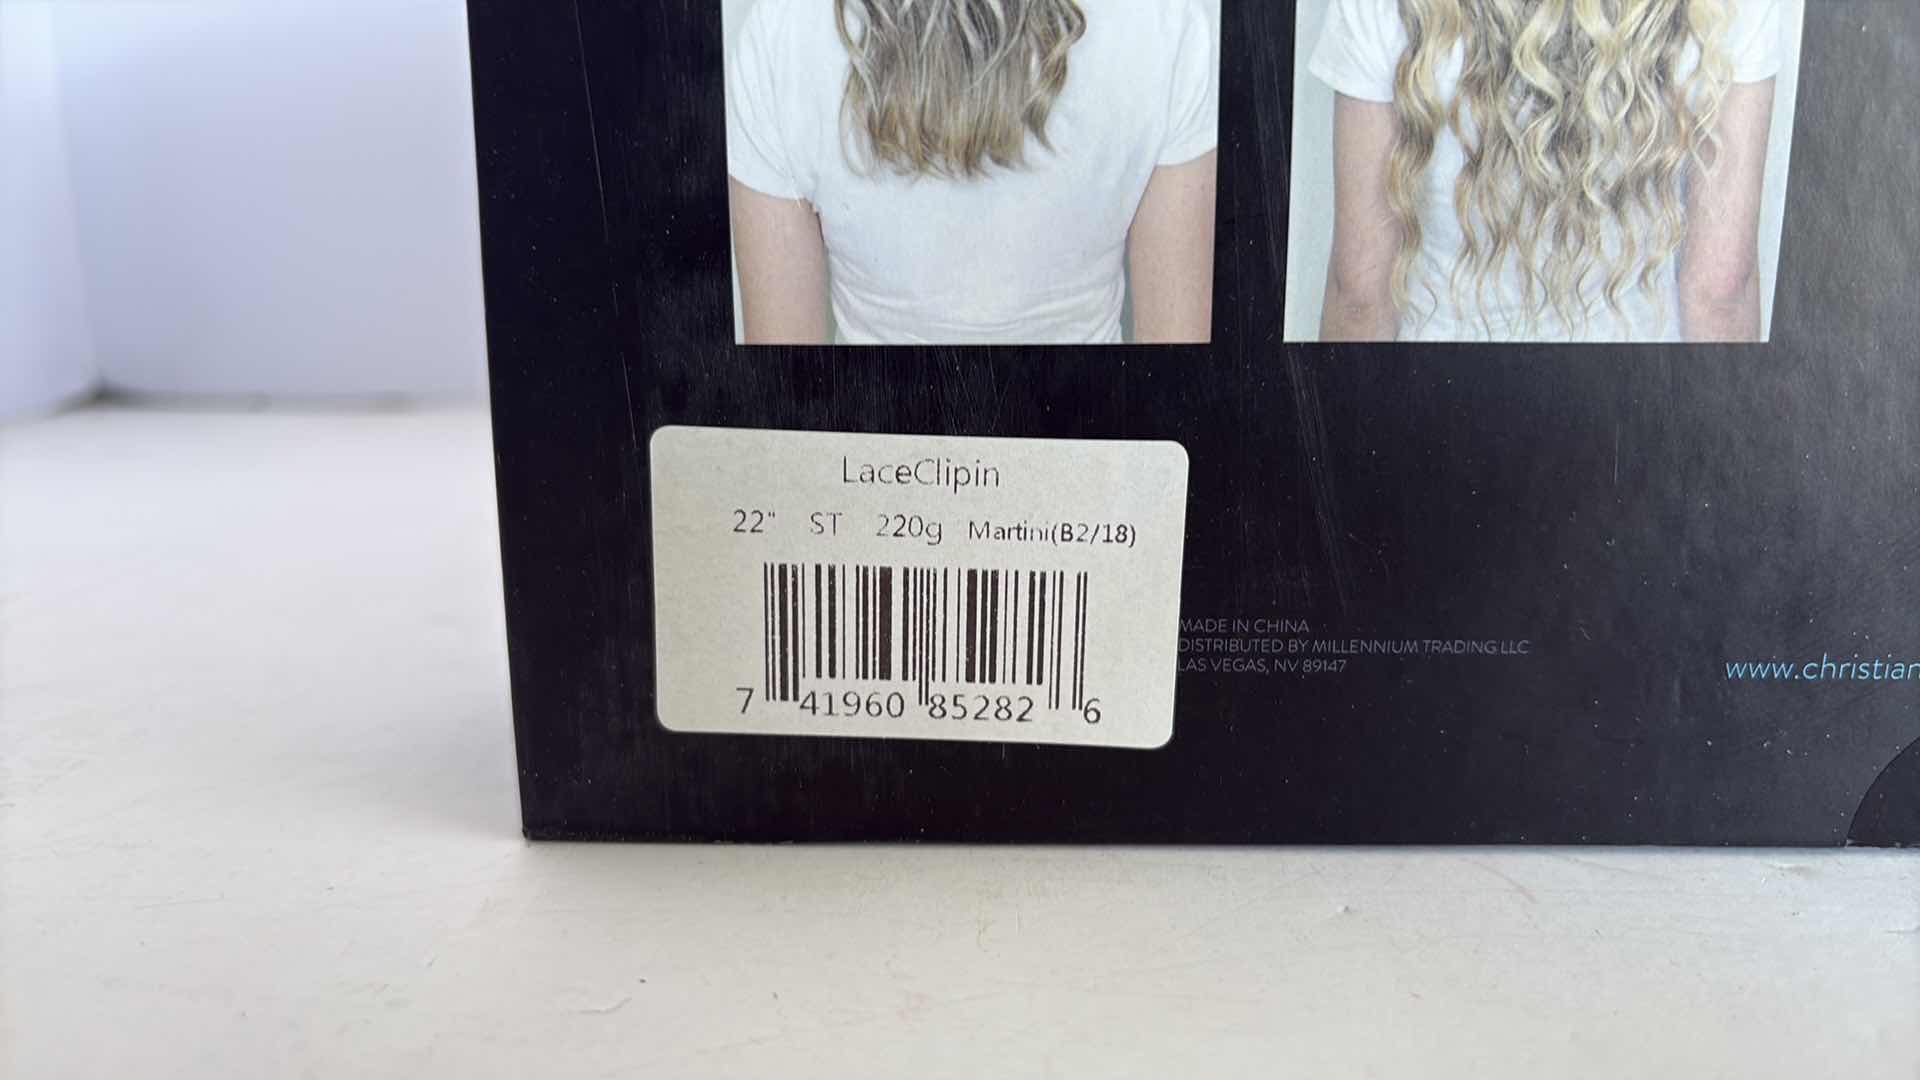 LaceClipin
22" ST 220g Martini(B2/18)
7 41960 85282 6
MADE IN CHINA
DISTRIBUTED BY MILLENNIUM TRADING LLC
LAS VEGAS, NV 89147
www.christian